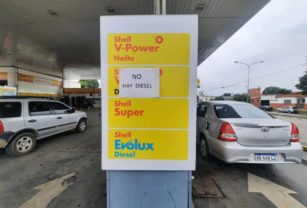 Shell
V-Power
Nafta
NO
HAY DIESEL
Shell
Super
Shell
Evolux
Diesel